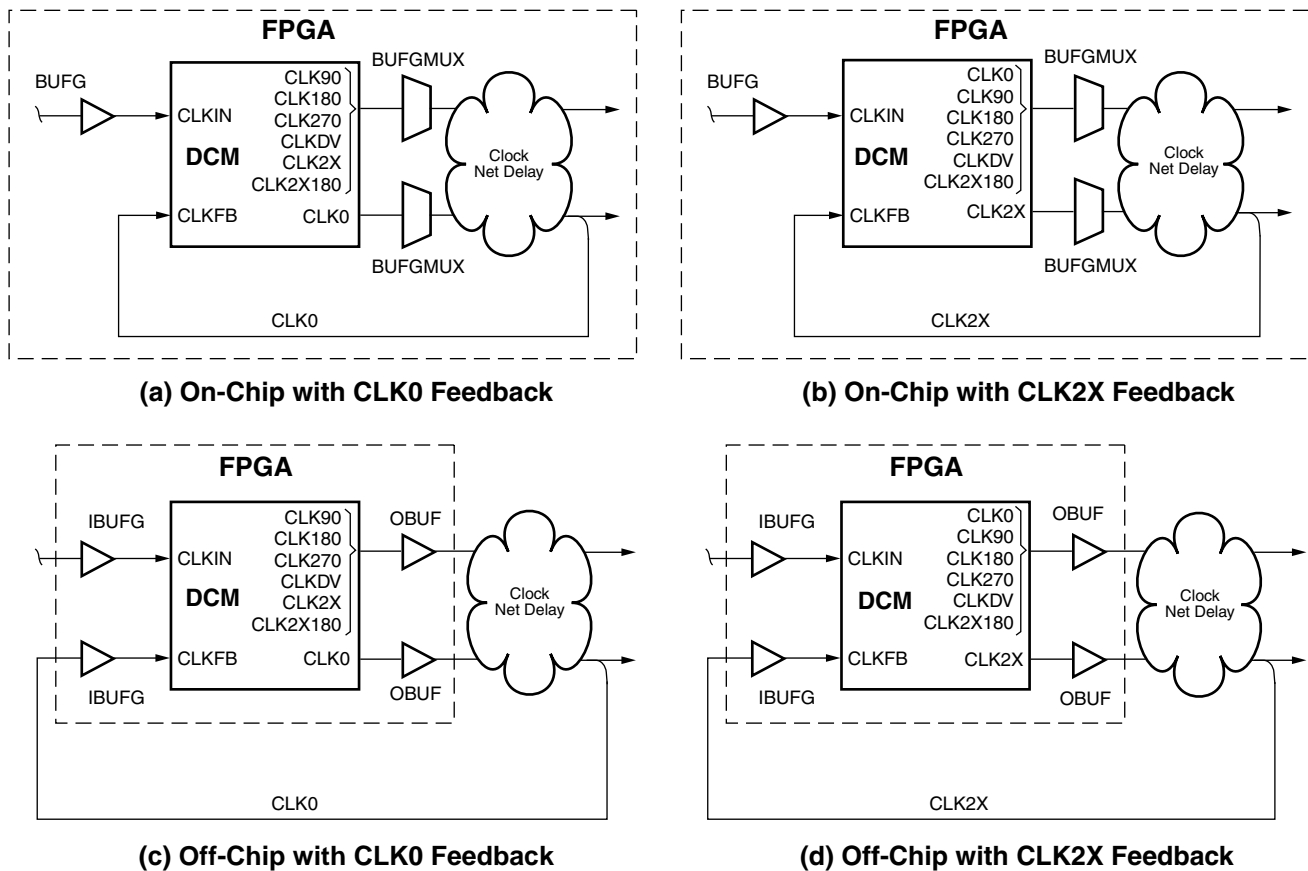 FPGA
BUFG
CLKIN
DCM
CLKFB
CLK90
CLK180
CLK270
CLKDV
CLK2X
CLK2X180
CLK0
BUFGMUX
BUFGMUX
Clock
Net Delay
CLK0
(a) On-Chip with CLK0 Feedback
FPGA
BUFG
CLKIN
DCM
CLKFB
CLK0
CLK90
CLK180
CLK270
CLKDV
CLK2X180
CLK2X
BUFGMUX
BUFGMUX
Clock
Net Delay
CLK2X
(b) On-Chip with CLK2X Feedback
FPGA
IBUFG
IBUFG
CLKIN
DCM
CLKFB
CLK90
CLK180
CLK270
CLKDV
CLK2X
CLK2X180
CLK0
OBUF
OBUF
Clock
Net Delay
CLK0
(c) Off-Chip with CLK0 Feedback
FPGA
IBUFG
IBUFG
CLKIN
DCM
CLKFB
CLK0
CLK90
CLK180
CLK270
CLKDV
CLK2X180
CLK2X
OBUF
OBUF
Clock
Net Delay
CLK2X
(d) Off-Chip with CLK2X Feedback